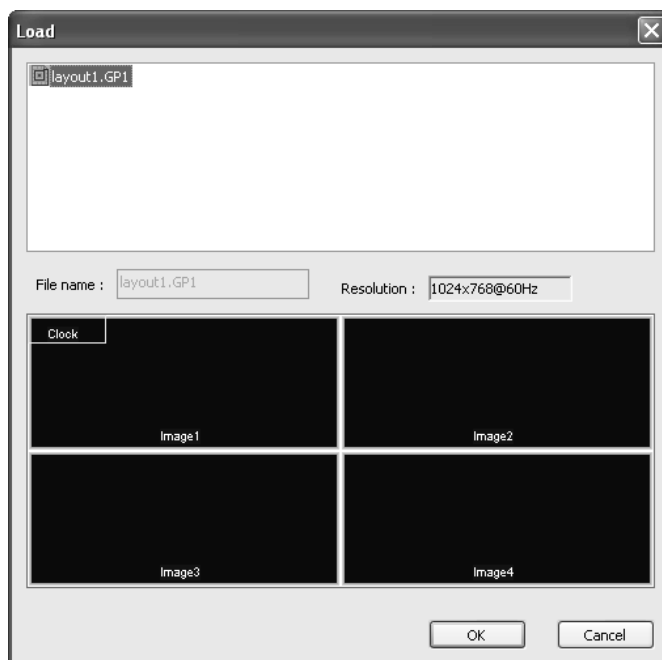 Load
layout1.GP1
File name : layout1.GP1 Resolution : 1024x768@60Hz
Clock
Image1 Image2
Image3 Image4
OK Cancel